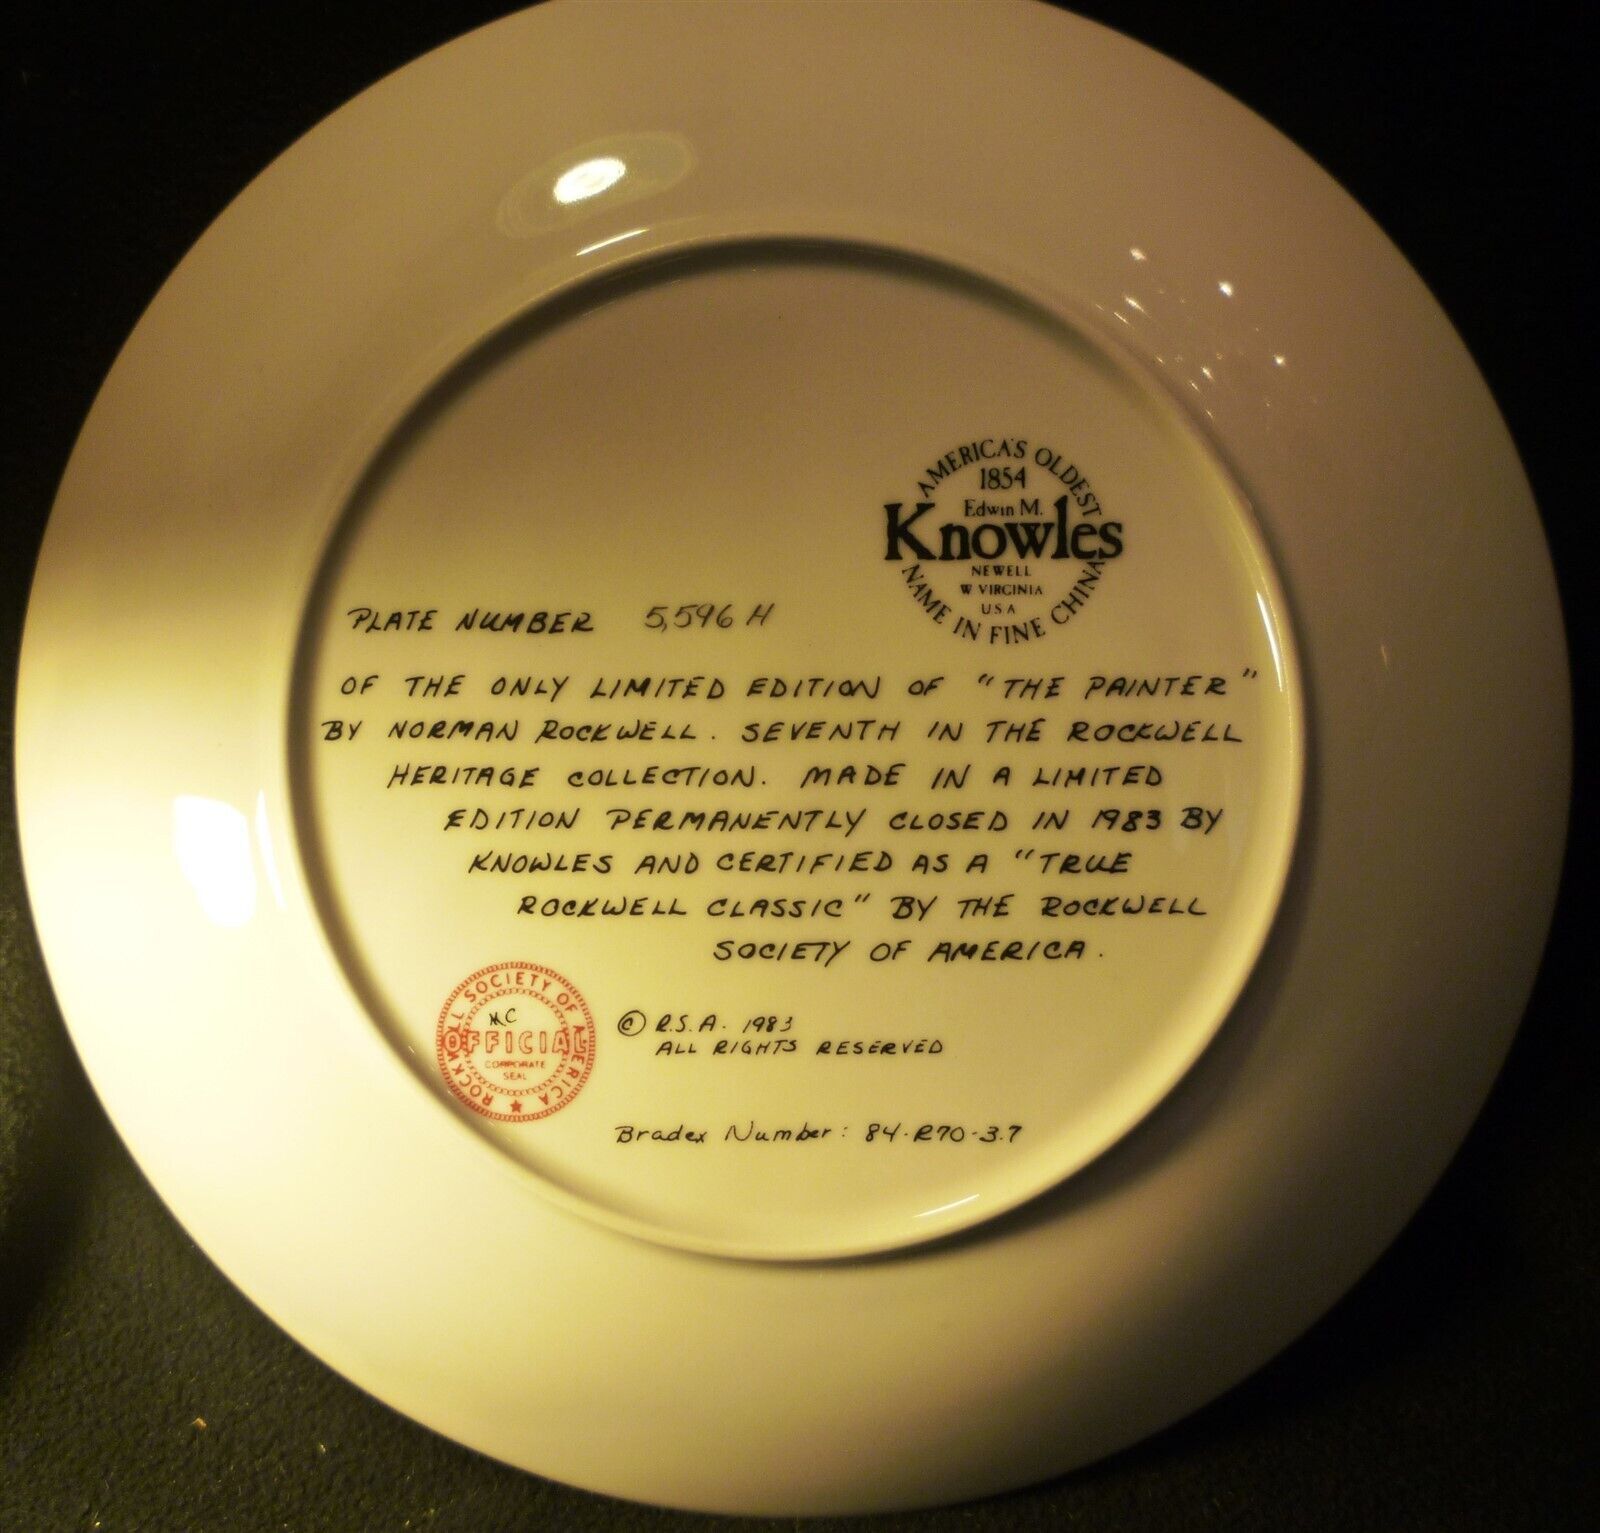 AMERICA'S OLDEST
1854
Edwin M.
Knowles
NEWELL
W VIRGINIA
USA
NAME IN FINE CHINA
PLATE NUMBER 5,596 H
OF THE ONLY LIMITED EDITION OF "THE PAINTER"
BY NORMAN ROCKWELL. SEVENTH IN THE ROCKWELL
HERITAGE COLLECTION. MADE IN A LIMITED
EDITION PERMANENTLY CLOSED IN 1983 BY
KNOWLES AND CERTIFIED AS A "TRUE
ROCKWELL CLASSIC" BY THE ROCKWELL
SOCIETY OF AMERICA.
ROCKWELL SOCIETY OF AMERICA
MC
OFFICIAL
CORPORATE
SEAL
© R.S.A. 1983
ALL RIGHTS RESERVED
Bradex Number: 84-R70-3.7